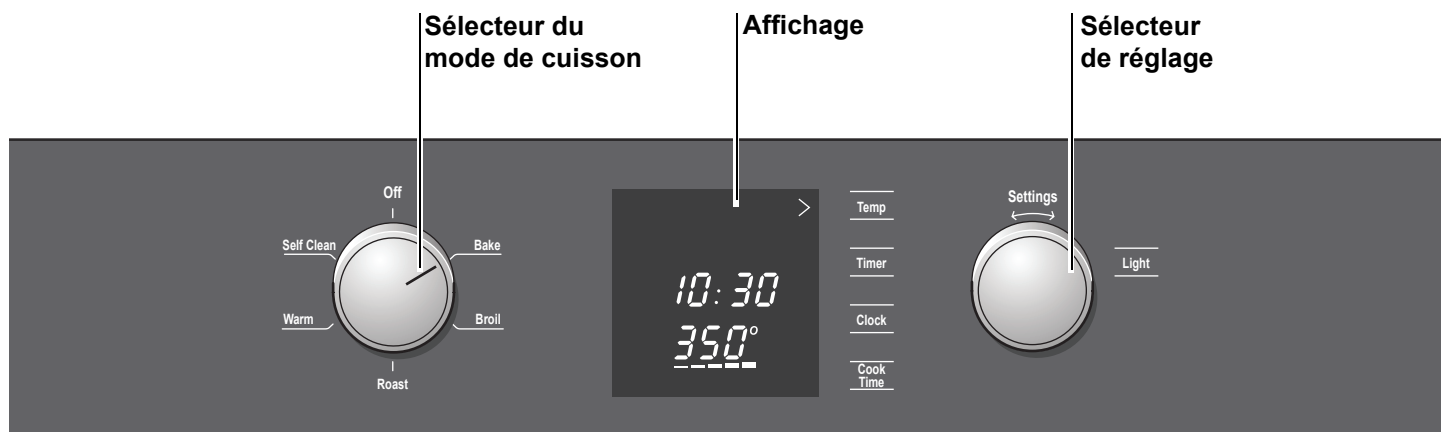 Sélecteur du
mode de cuisson
Affichage
Sélecteur
de réglage
Off
Self Clean
Bake
Warm
Broil
Roast
10:30
350°
Temp
Timer
Clock
Cook
Time
Settings
Light